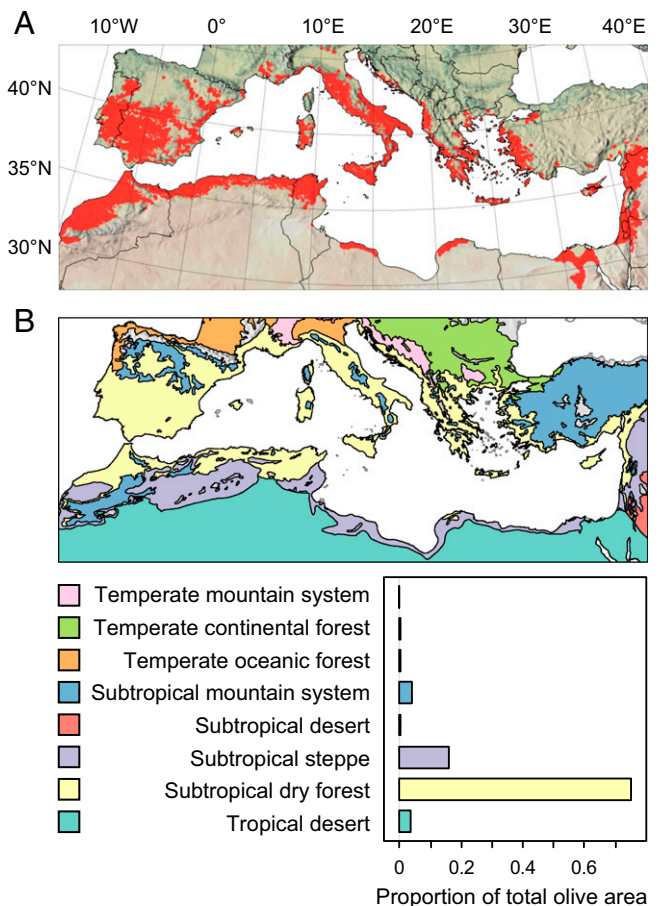 A
10°W 0° 10°E 20°E 30°E 40°E
40°N
35°N
30°N
B
Temperate mountain system
Temperate continental forest
Temperate oceanic forest
Subtropical mountain system
Subtropical desert
Subtropical steppe
Subtropical dry forest
Tropical desert
0 0.2 0.4 0.6
Proportion of total olive area